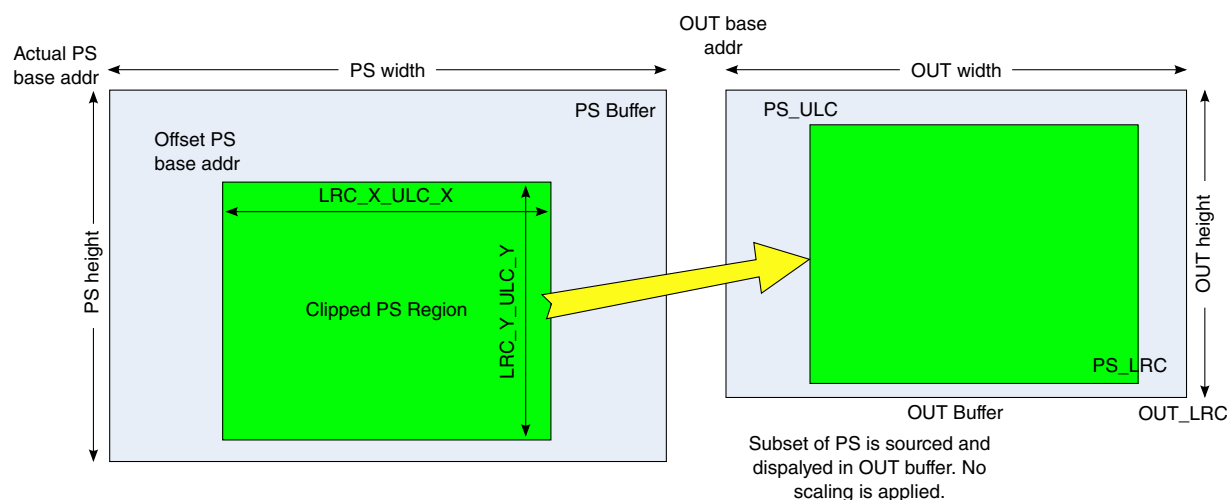 Actual PS
base addr
PS width
PS height
PS Buffer
Offset PS
base addr
LRC_X_ULC_X
LRC_Y_ULC_Y
Clipped PS Region
OUT base
addr
OUT width
OUT height
PS_ULC
PS_LRC
OUT Buffer
OUT_LRC
Subset of PS is sourced and
dispalyed in OUT buffer. No
scaling is applied.